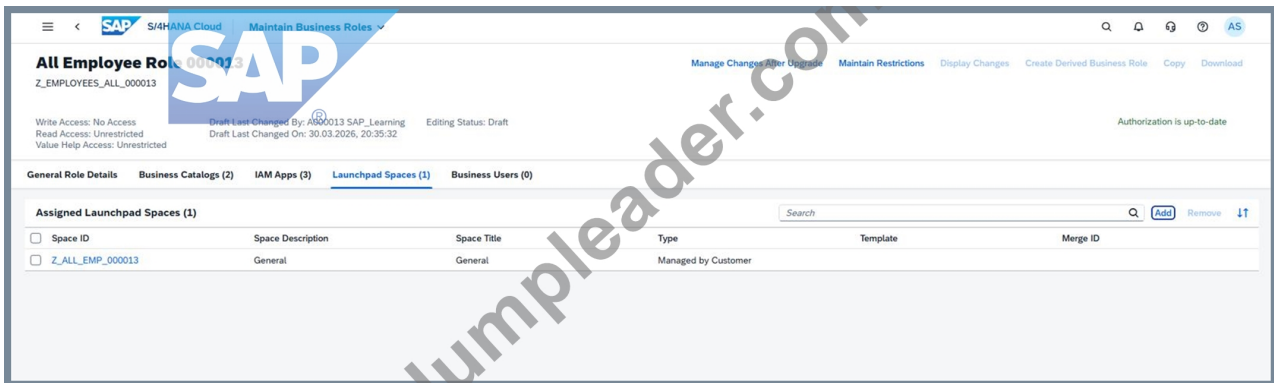 SAP S/4HANA Cloud Maintain Business Roles AS
All Employee Role 000013
Manage Changes After Upgrade Maintain Restrictions Display Changes Create Derived Business Role Copy Download
Z_EMPLOYEES_ALL_000013
SAP
®
Write Access: No Access Draft Last Changed By: A000013 SAP_Learning Editing Status: Draft Authorization is up-to-date
Read Access: Unrestricted Draft Last Changed On: 30.03.2026, 20:35:32
Value Help Access: Unrestricted
General Role Details Business Catalogs (2) IAM Apps (3) Launchpad Spaces (1) Business Users (0)
Assigned Launchpad Spaces (1) Search Add Remove
Space ID Space Description Space Title Type Template Merge ID
Z_ALL_EMP_000013 General General Managed by Customer
lumpleader.com